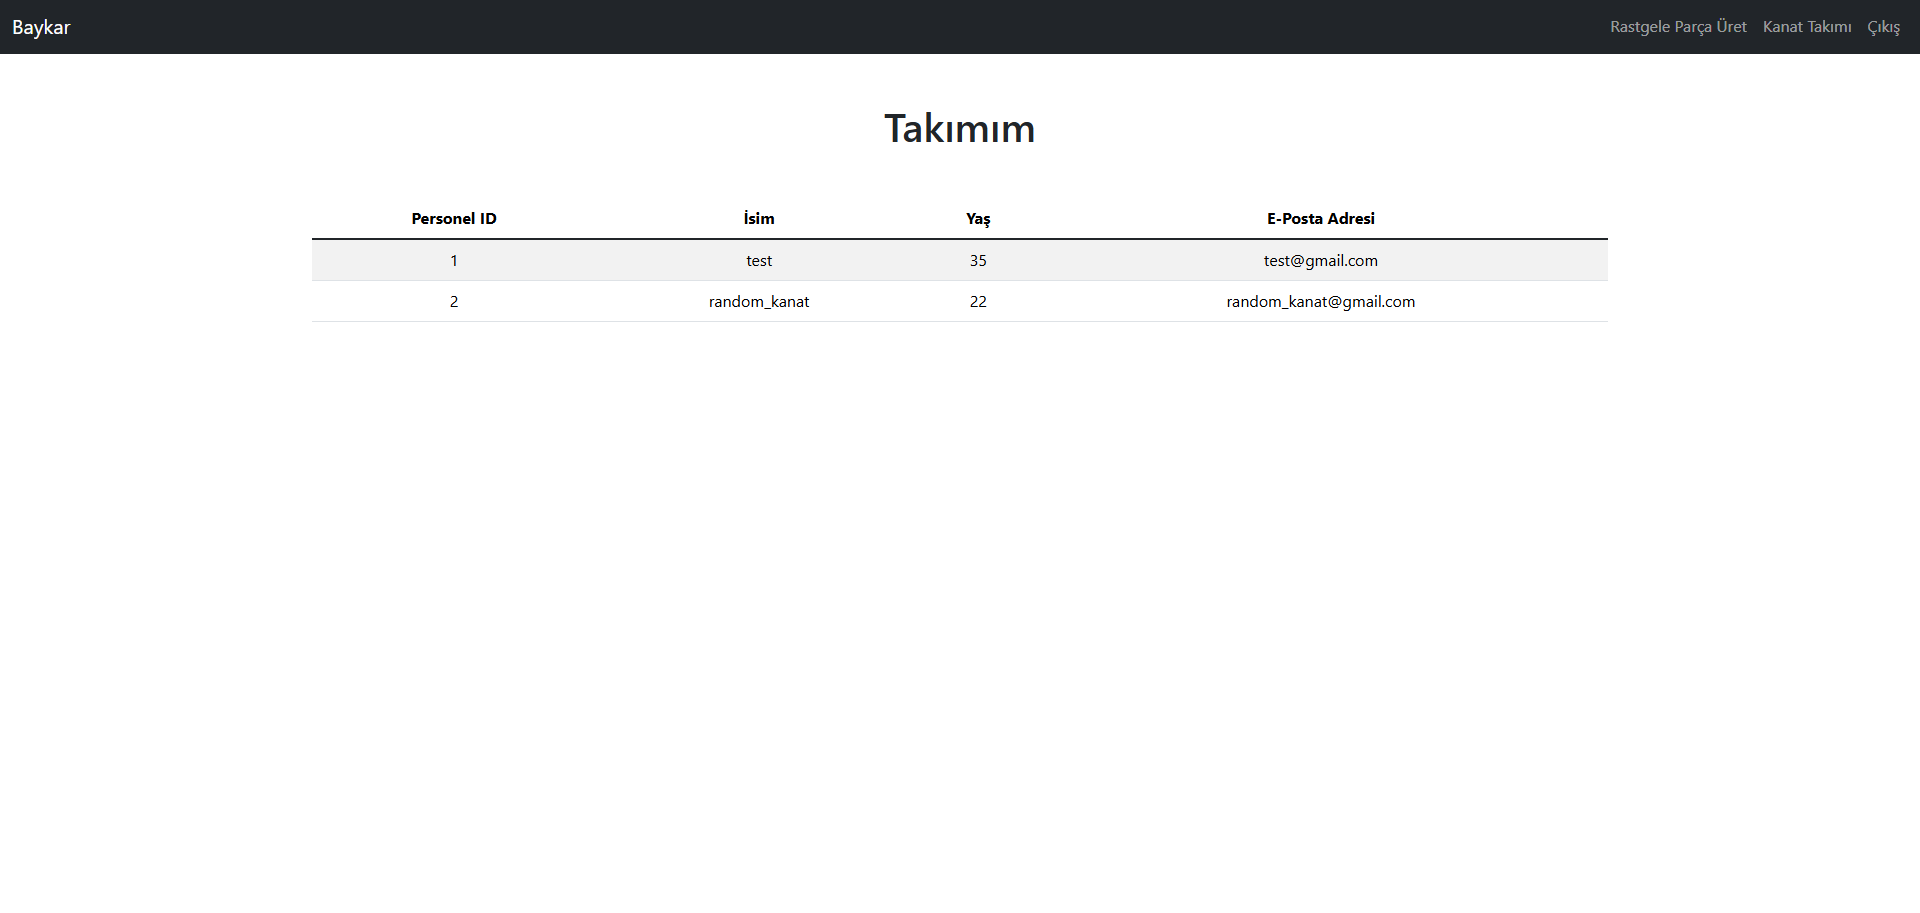 Baykar Rastgele Parça Üret Kanat Takımı Çıkış
Takımım
Personel ID İsim Yaş E-Posta Adresi
1 test 35 test@gmail.com
2 random_kanat 22 random_kanat@gmail.com